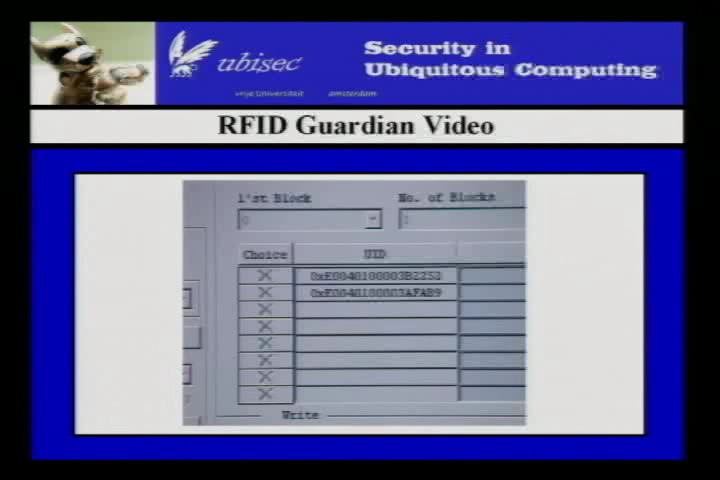 ubisec
vrije Universiteit amsterdam
Security in
Ubiquitous Computing
RFID Guardian Video
1'st Block No. of Blocks
0
Choice UID
0xE0040100003B2252
0xE0040100003AFAB9
Write